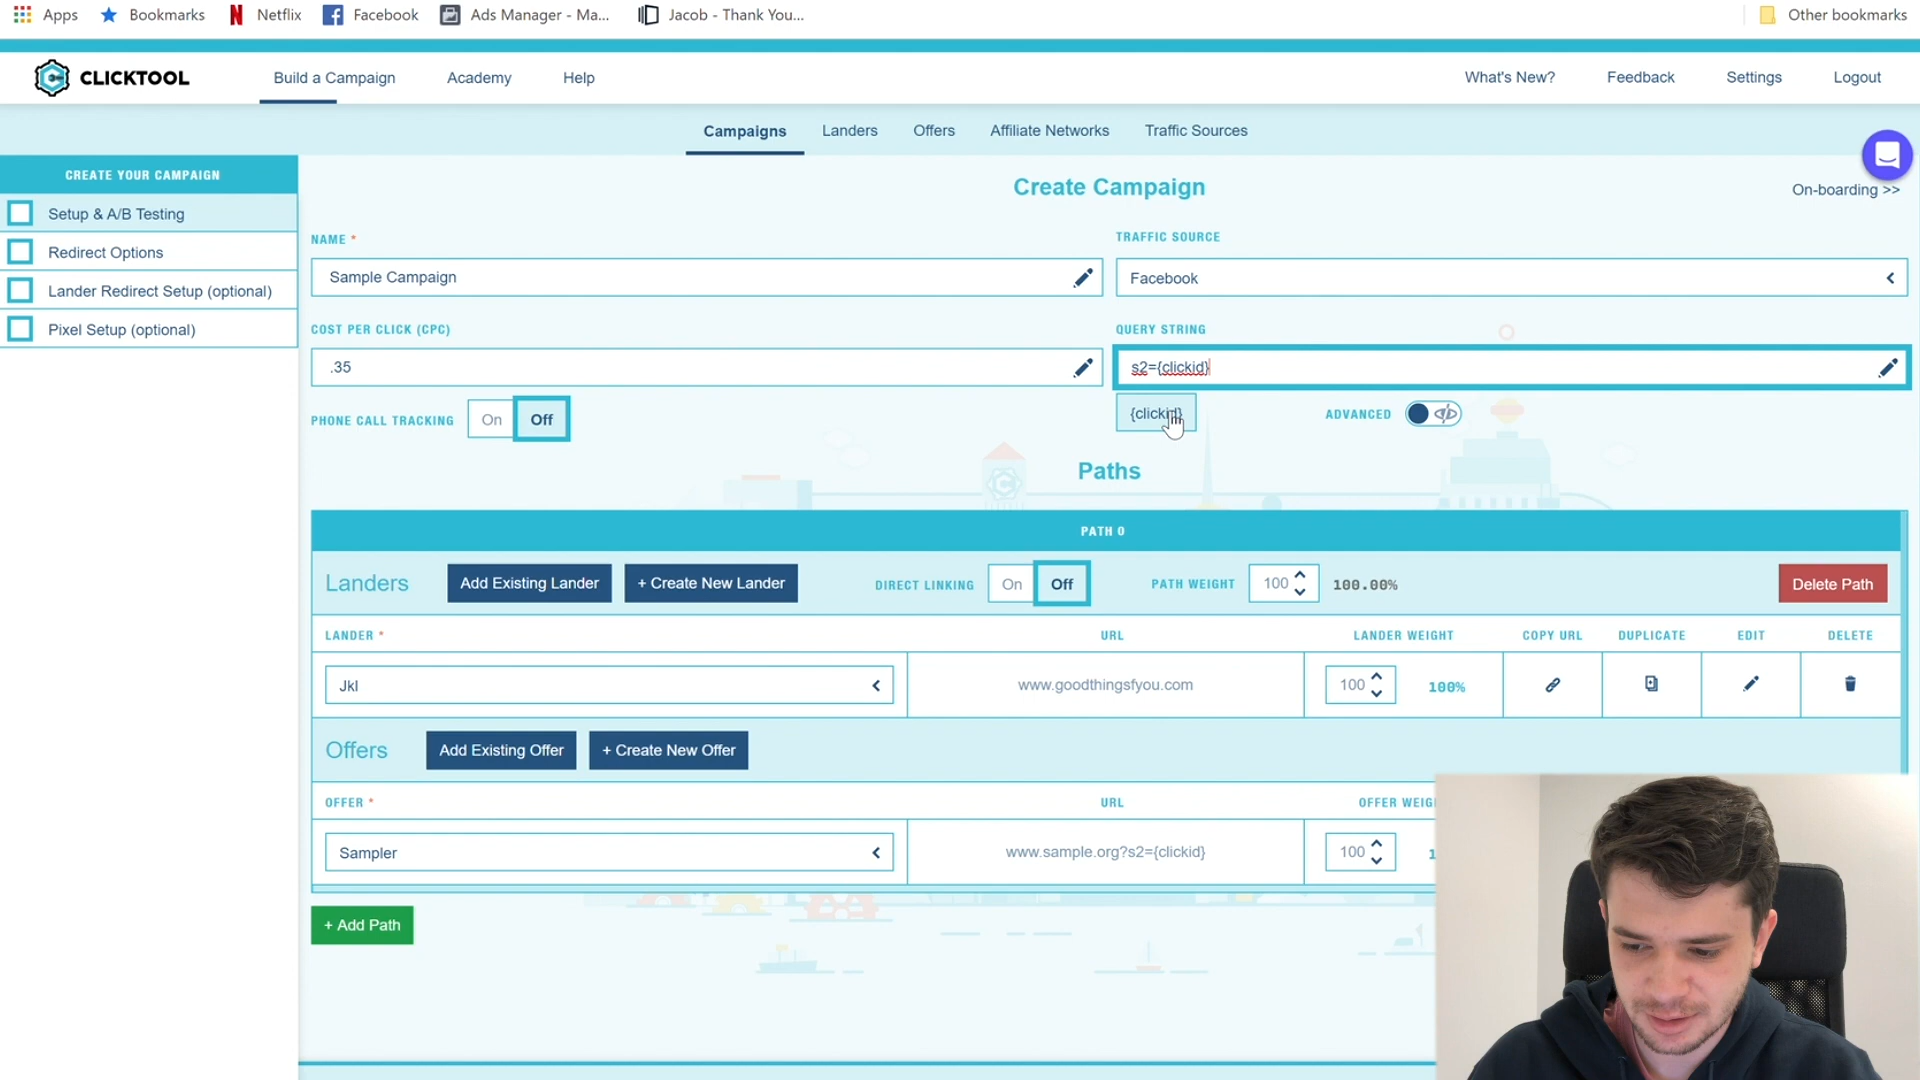 Apps Bookmarks Netflix Facebook Ads Manager - Ma... Jacob - Thank You... Other bookmarks
CLICKTOOL Build a Campaign Academy Help What's New? Feedback Settings Logout
Campaigns Landers Offers Affiliate Networks Traffic Sources
CREATE YOUR CAMPAIGN
Setup & A/B Testing
Redirect Options
Lander Redirect Setup (optional)
Pixel Setup (optional)
Create Campaign
On-boarding >>
NAME * TRAFFIC SOURCE
Sample Campaign Facebook
COST PER CLICK (CPC) QUERY STRING
.35 s2={clickid}
PHONE CALL TRACKING On Off {clickid} ADVANCED
Paths
PATH 0
Landers Add Existing Lander + Create New Lander DIRECT LINKING On Off PATH WEIGHT 100 100.00% Delete Path
LANDER * URL LANDER WEIGHT COPY URL DUPLICATE EDIT DELETE
Jkl www.goodthingsfyou.com 100 100%
Offers Add Existing Offer + Create New Offer
OFFER * URL OFFER
Sampler www.sample.org?s2={clickid} 100
+ Add Path